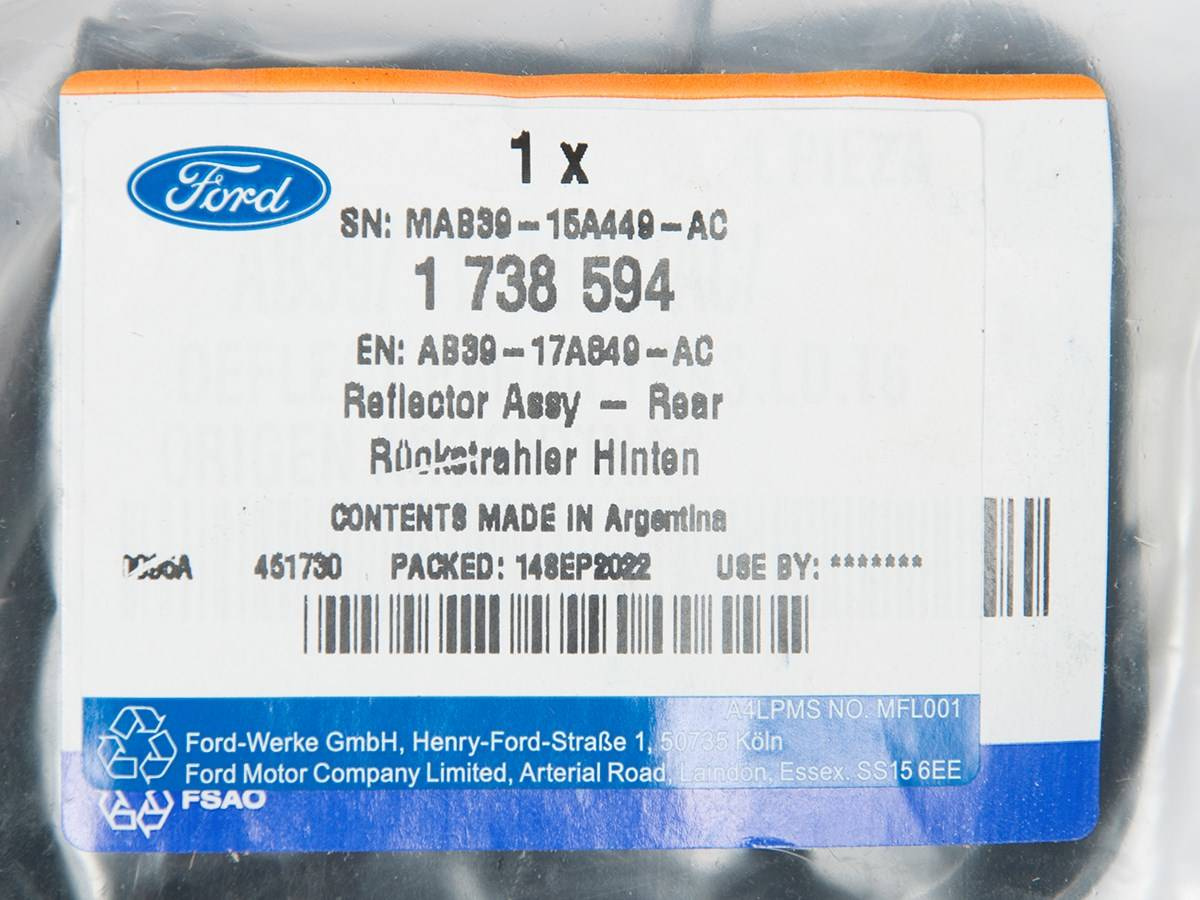 Ford
1 x
SN: MAB39-15A449-AC
1 738 594
EN: AB39-17A849-AC
Reflector Assy - Rear
Rückstrahler Hinten
CONTENTS MADE IN Argentina
451730 PACKED: 14SEP2022 USE BY: *******
A4LPMS NO. MFL001
Ford-Werke GmbH, Henry-Ford-Straße 1, 50735 Köln
Ford Motor Company Limited, Arterial Road, Laindon, Essex. SS15 6EE
FSAO